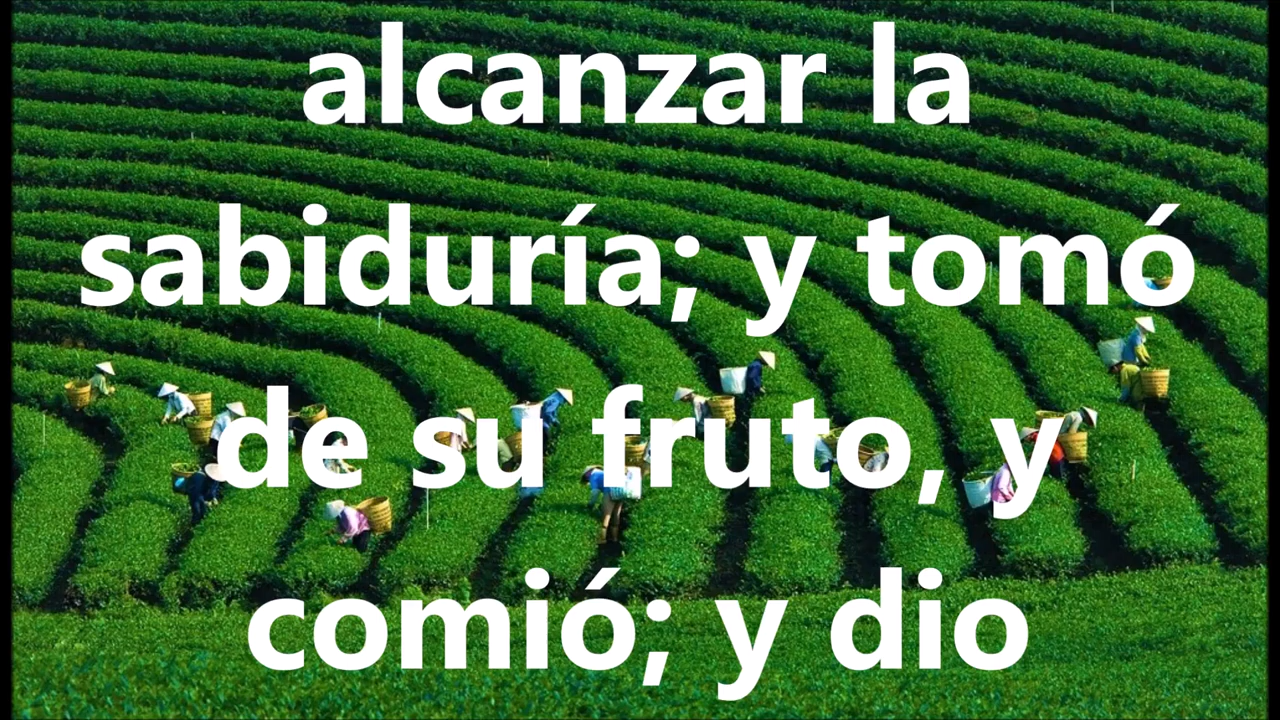 alcanzar la
sabiduría; y tomó
de su fruto, y
comió; y dio